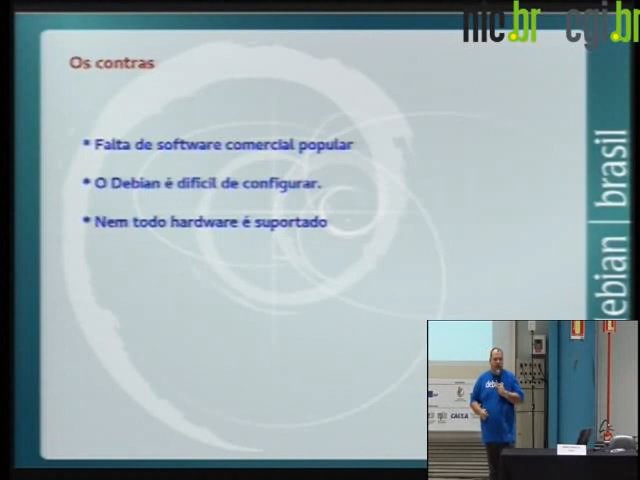 nic.br cgi.br
Os contras
* Falta de software comercial popular
* O Debian é difícil de configurar.
* Nem todo hardware é suportado
debian | brasil
CAIXA